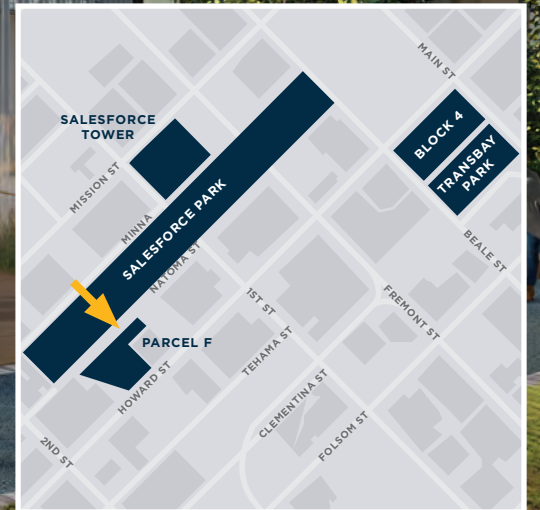 MAIN ST
SALESFORCE
TOWER
BLOCK 4
TRANSBAY
PARK
MISSION ST
MINNA
SALESFORCE PARK
NATOMA ST
BEALE ST
1ST ST
FREMONT ST
PARCEL F
TEHAMA ST
HOWARD ST
CLEMENTINA ST
FOLSOM ST
2ND ST